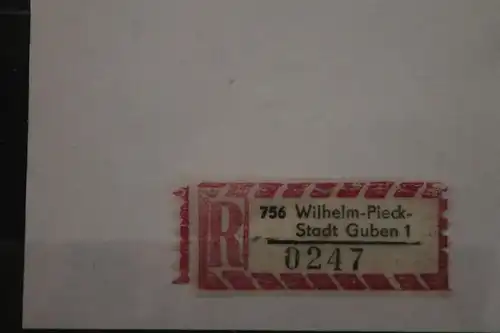 R
756 Wilhelm-Pieck-
Stadt Guben 1
0247